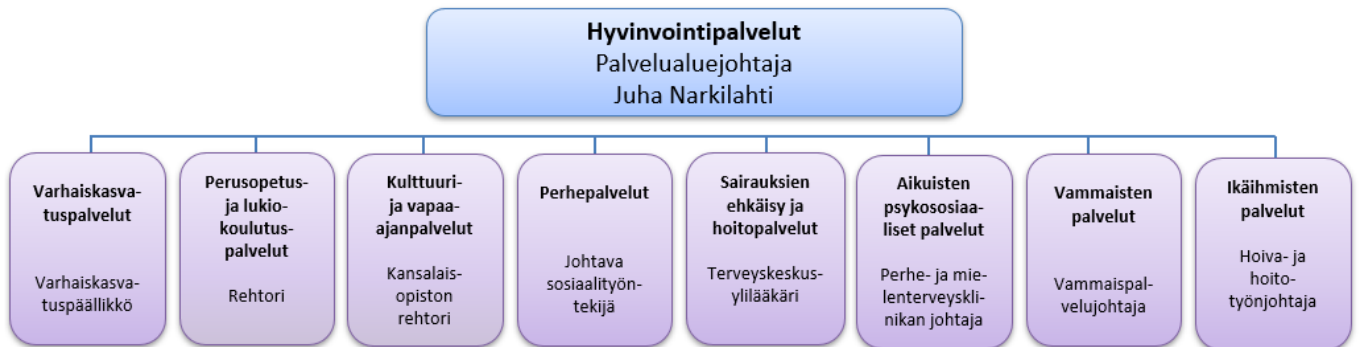 Hyvinvointipalvelut
Palvelualuejohtaja
Juha Narkilahti
Varhaiskasva-
tuspalvelut
Varhaiskasva-
tuspäällikkö
Perusopetus-
ja lukio-
koulutus-
palvelut
Rehtori
Kulttuuri-
ja vapaa-
ajanpalvelut
Kansalais-
opiston
rehtori
Perhepalvelut
Johtava
sosiaalityön-
tekijä
Sairauksien
ehkäisy ja
hoitopalvelut
Terveyskeskus-
ylilääkäri
Aikuisten
psykososiaa-
liset palvelut
Perhe- ja mie-
lenterveyskli-
nikan johtaja
Vammaisten
palvelut
Vammaispal-
velujohtaja
Ikäihmisten
palvelut
Hoiva- ja
hoito-
työnjohtaja